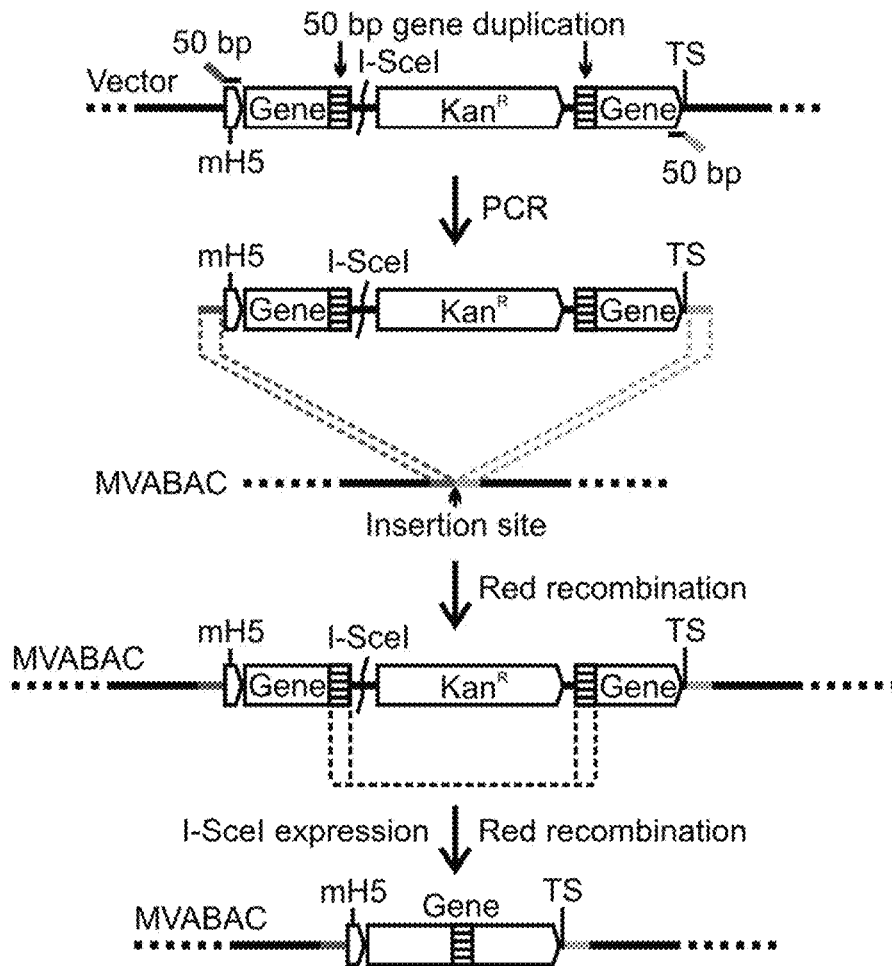 50 bp
50 bp gene duplication
I-SceI
TS
Vector
Gene
Kan^R
Gene
mH5
50 bp
PCR
mH5
I-SceI
TS
Gene
Kan^R
Gene
MVABAC
Insertion site
Red recombination
mH5
I-SceI
TS
MVABAC
Gene
Kan^R
Gene
I-SceI expression
Red recombination
mH5
Gene
TS
MVABAC